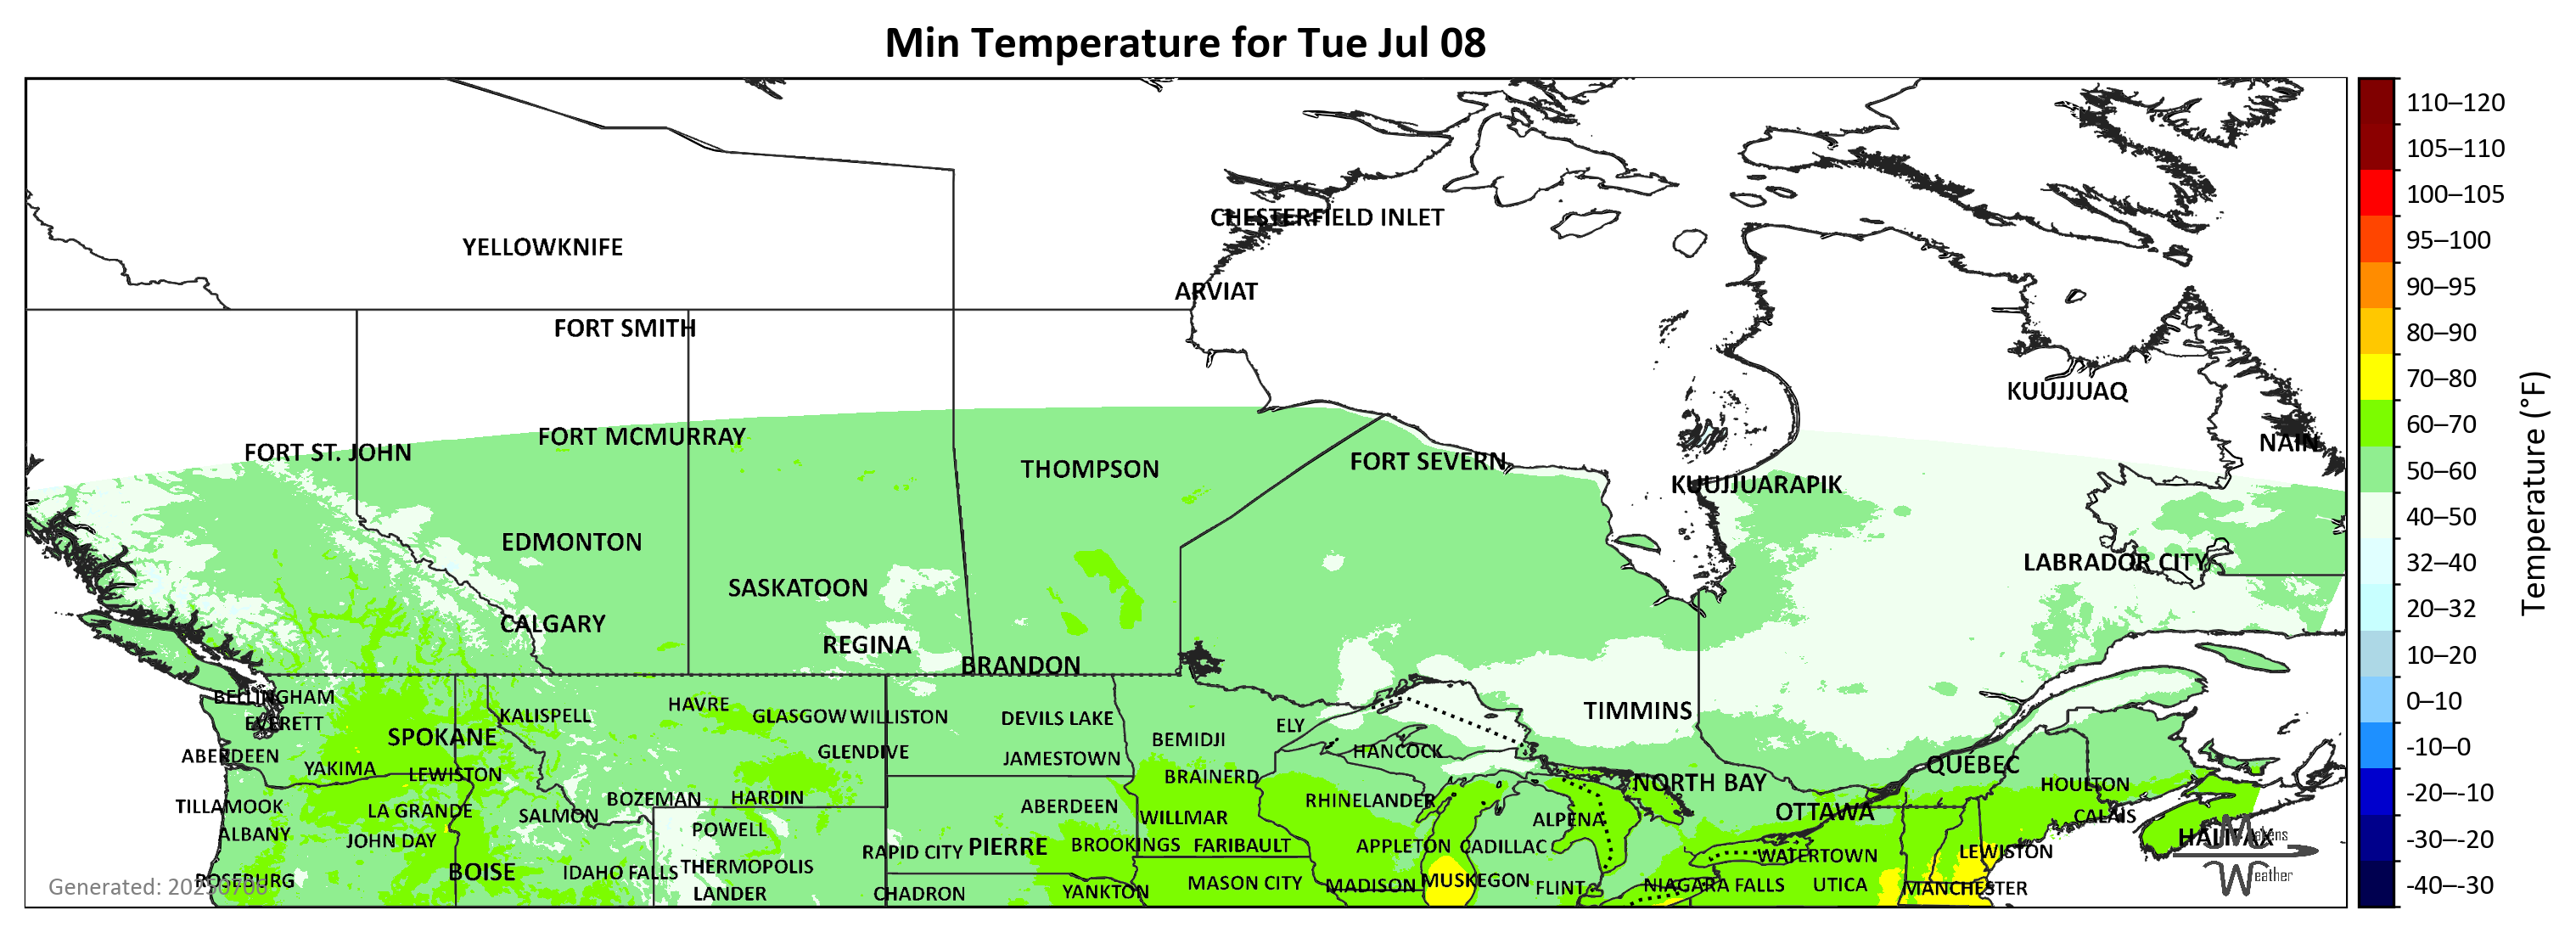 Min Temperature for Tue Jul 08
CHESTERFIELD INLET
YELLOWKNIFE
ARVIAT
FORT SMITH
KUUJJUAQ
FORT MCMURRAY
NAIN
FORT ST. JOHN
FORT SEVERN
THOMPSON
KUUJJUARAPIK
EDMONTON
LABRADOR CITY
SASKATOON
CALGARY
REGINA
BRANDON
BELLINGHAM
HAVRE
TIMMINS
KALISPELL
GLASGOW
WILLISTON
DEVILS LAKE
EVERETT
ELY
SPOKANE
BEMIDJI
ABERDEEN
GLENDIVE
JAMESTOWN
HANCOCK
QUEBEC
YAKIMA
LEWISTON
BRAINERD
NORTH BAY
HOULTON
BOZEMAN
HARDIN
RHINELANDER
TILLAMOOK
LA GRANDE
SALMON
ABERDEEN
WILLMAR
ALPENA
OTTAWA
CALAIS
ALBANY
JOHN DAY
POWELL
RAPID CITY
PIERRE
BROOKINGS
FARIBAULT
APPLETON
CADILLAC
WATERTOWN
LEWISTON
HALIFAX
BOISE
IDAHO FALLS
THERMOPOLIS
ROSEBURG
LANDER
CHADRON
YANKTON
MASON CITY
MADISON
MUSKEGON
FLINT
NIAGARA FALLS
UTICA
MANCHESTER
Generated: 20250706
Makens
Weather
110–120
105–110
100–105
95–100
90–95
80–90
70–80
60–70
50–60
40–50
32–40
20–32
10–20
0–10
-10–0
-20–-10
-30–-20
-40–-30
Temperature (°F)